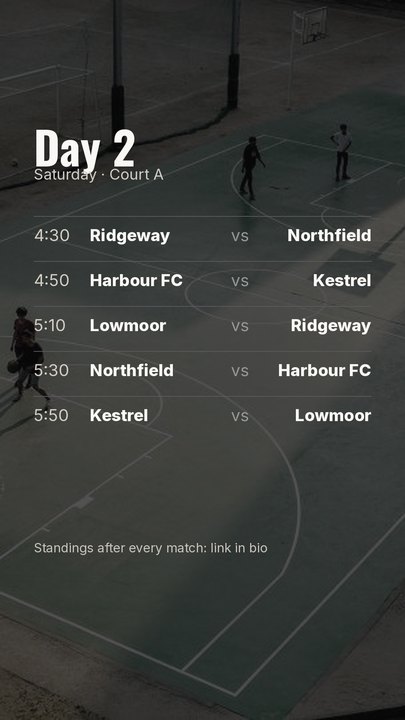 Day 2
Saturday · Court A
4:30 Ridgeway vs Northfield
4:50 Harbour FC vs Kestrel
5:10 Lowmoor vs Ridgeway
5:30 Northfield vs Harbour FC
5:50 Kestrel vs Lowmoor
Standings after every match: link in bio